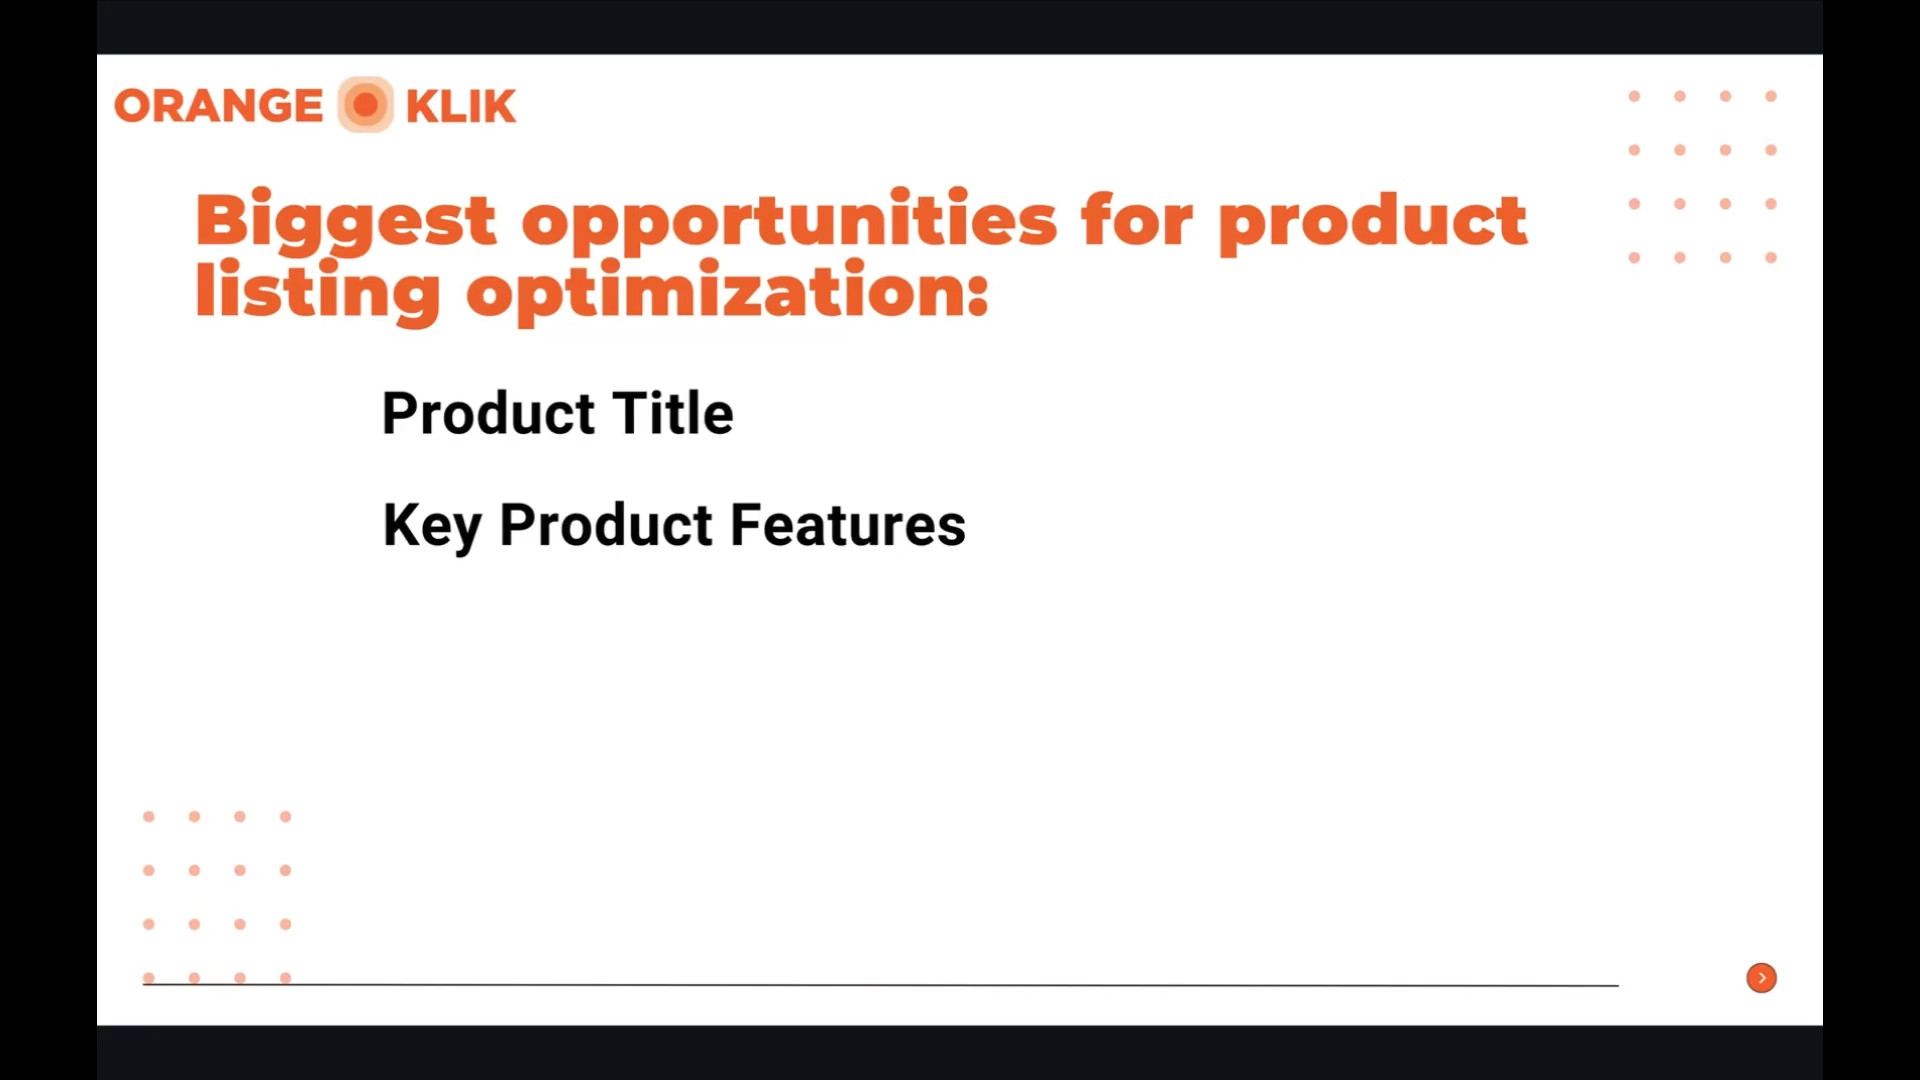 ORANGE KLIK
Biggest opportunities for product
listing optimization:
Product Title
Key Product Features